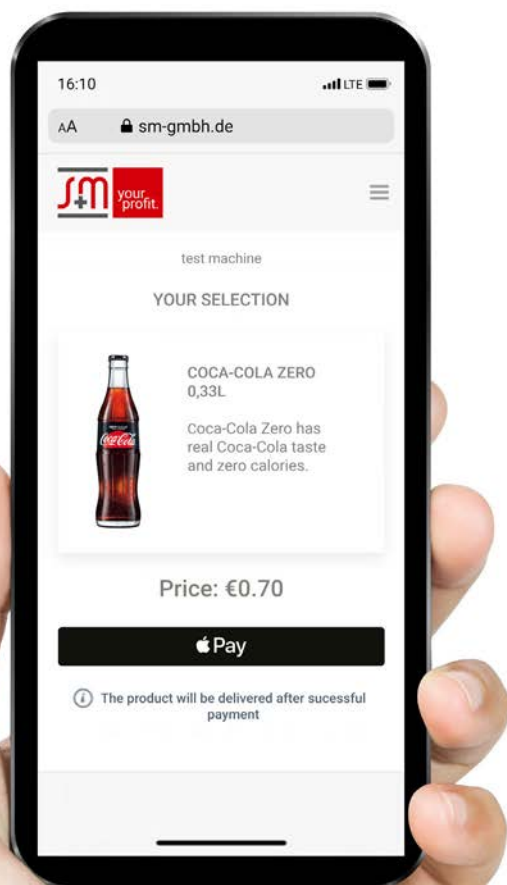 16:10
LTE
AA sm-gmbh.de
S+M your profit.
test machine
YOUR SELECTION
COCA-COLA ZERO
0,33L
Coca-Cola Zero has
real Coca-Cola taste
and zero calories.
Coca-Cola
Price: €0.70
Pay
The product will be delivered after sucessful
payment